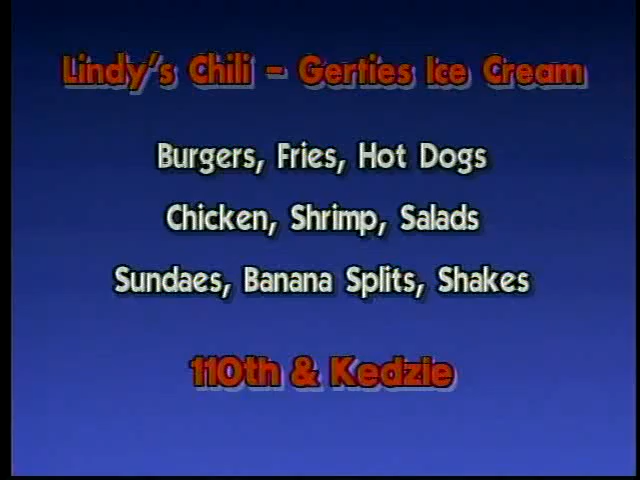 Lindy's Chili - Gerties Ice Cream
Burgers, Fries, Hot Dogs
Chicken, Shrimp, Salads
Sundaes, Banana Splits, Shakes
110th & Kedzie